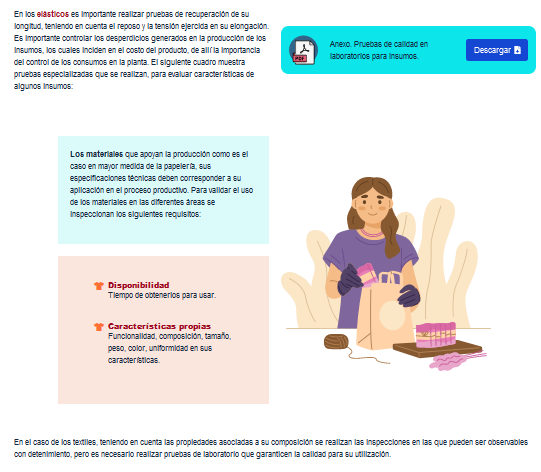 En los elásticos es importante realizar pruebas de recuperación de su
longitud, teniendo en cuenta el reposo y la tensión ejercida en su elongación.
Es importante controlar los desperdicios generados en la producción de los
insumos, los cuales inciden en el costo del producto, de allí la importancia
del control de los consumos en la planta. El siguiente cuadro muestra
pruebas especializadas que se realizan, para evaluar características de
algunos insumos:
PDF
Anexo. Pruebas de calidad en
laboratorios para insumos.
Descargar
Los materiales que apoyan la producción como es el
caso en mayor medida de la papelería, sus
especificaciones técnicas deben corresponder a su
aplicación en el proceso productivo. Para validar el uso
de los materiales en las diferentes áreas se
inspeccionan los siguientes requisitos:
Disponibilidad
Tiempo de obtenerlos para usar.
Características propias
Funcionalidad, composición, tamaño,
peso, color, uniformidad en sus
características.
En el caso de los textiles, teniendo en cuenta las propiedades asociadas a su composición se realizan las inspecciones en las que pueden ser observables
con detenimiento, pero es necesario realizar pruebas de laboratorio que garanticen la calidad para su utilización.